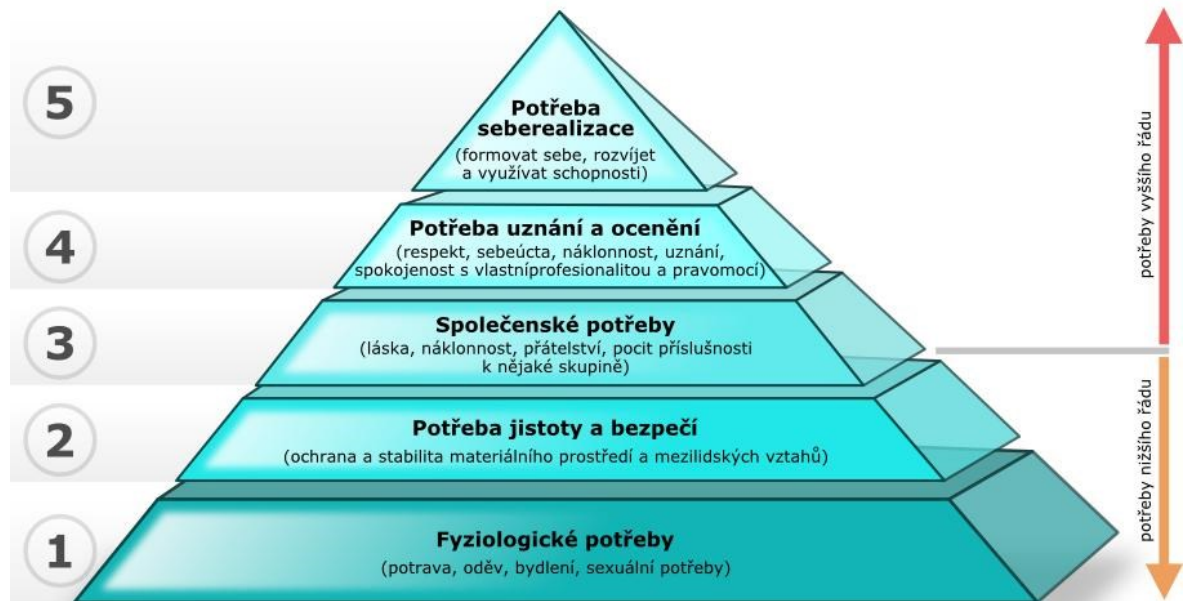 5
Potřeba
seberealizace
(formovat sebe, rozvíjet
a využívat schopnosti)
4
Potřeba uznání a ocenění
(respekt, sebeúcta, náklonnost, uznání,
spokojenost s vlastníprofesionalitou a pravomocí)
3
Společenské potřeby
(láska, náklonnost, přátelství, pocit příslušnosti
k nějaké skupině)
2
Potřeba jistoty a bezpečí
(ochrana a stabilita materiálního prostředí a mezilidských vztahů)
1
Fyziologické potřeby
(potrava, oděv, bydlení, sexuální potřeby)
potřeby vyššího řádu
potřeby nižšího řádu